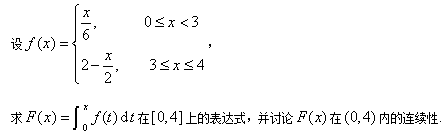 设 f(x) = { x/6, 0 ≤ x < 3
2 - x/2, 3 ≤ x ≤ 4 ,
求 F(x) = ∫₀ˣ f(t) dt 在[0,4]上的表达式，并讨论 F(x) 在 (0,4) 内的连续性.